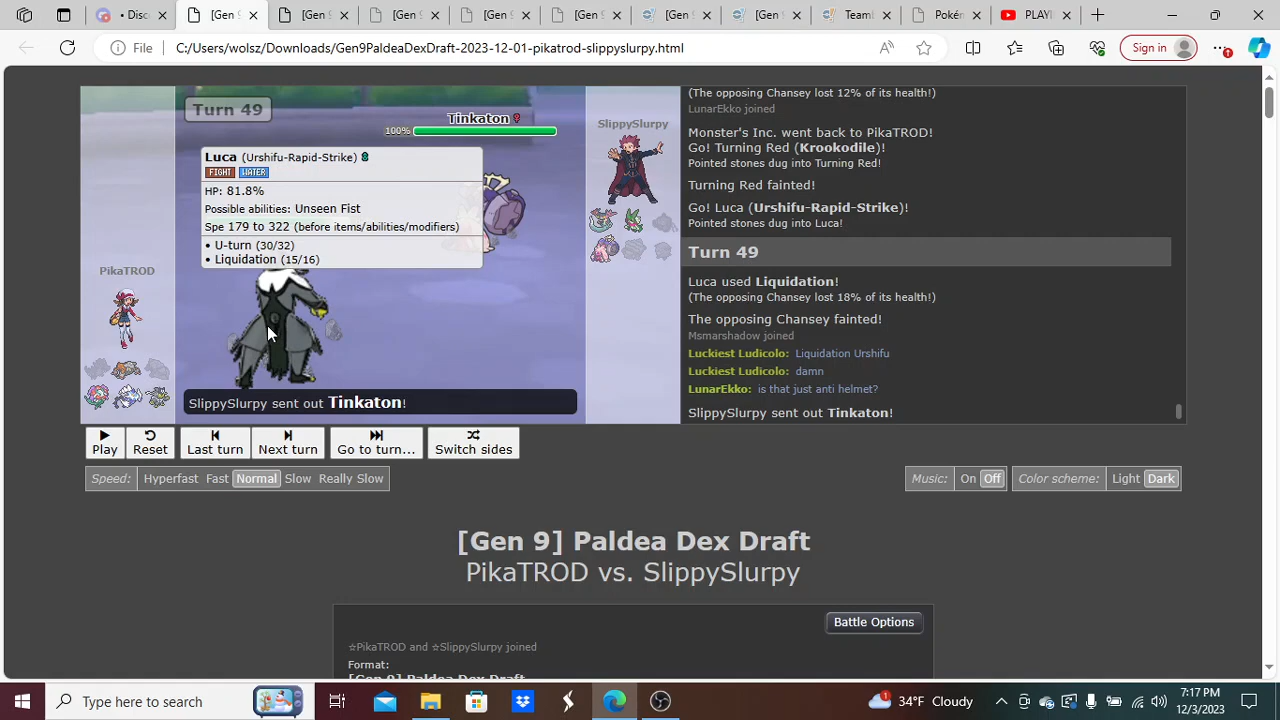 Disc
[Gen 9]
[Gen 9
[Gen
[Gen
[Gen
[Gen
[Gen
Team
Poké
PLAY
File
C:/Users/wolsz/Downloads/Gen9PaldeaDexDraft-2023-12-01-pikatrod-slippyslurpy.html
Sign in
Turn 49
Tinkaton
100%
Luca (Urshifu-Rapid-Strike)
FIGHT WATER
HP: 81.8%
Possible abilities: Unseen Fist
Spe 179 to 322 (before items/abilities/modifiers)
• U-turn (30/32)
• Liquidation (15/16)
PikaTROD
SlippySlurpy
SlippySlurpy sent out Tinkaton!
(The opposing Chansey lost 12% of its health!)
LunarEkko joined
Monster's Inc. went back to PikaTROD!
Go! Turning Red (Krookodile)!
Pointed stones dug into Turning Red!
Turning Red fainted!
Go! Luca (Urshifu-Rapid-Strike)!
Pointed stones dug into Luca!
Turn 49
Luca used Liquidation!
(The opposing Chansey lost 18% of its health!)
The opposing Chansey fainted!
Msmarshadow joined
Luckiest Ludicolo: Liquidation Urshifu
Luckiest Ludicolo: damn
LunarEkko: is that just anti helmet?
SlippySlurpy sent out Tinkaton!
Play Reset Last turn Next turn Go to turn... Switch sides
Speed: Hyperfast Fast Normal Slow Really Slow
Music: On Off Color scheme: Light Dark
[Gen 9] Paldea Dex Draft
PikaTROD vs. SlippySlurpy
Battle Options
☆PikaTROD and ☆SlippySlurpy joined
Format:
[Gen 9] Paldea Dex Draft
Type here to search
1
34°F Cloudy
7:17 PM
12/3/2023